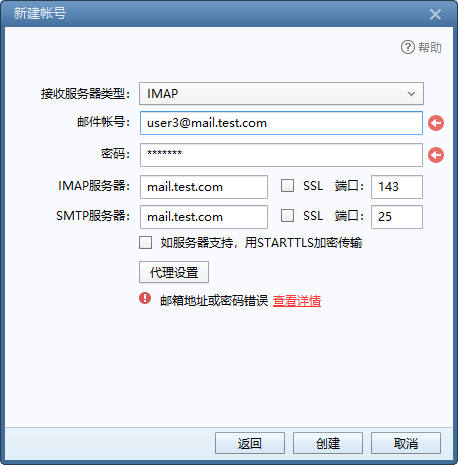 新建帐号
帮助
接收服务器类型: IMAP
邮件帐号: user3@mail.test.com
密码: *******
IMAP服务器: mail.test.com SSL 端口: 143
SMTP服务器: mail.test.com SSL 端口: 25
如服务器支持，用STARTTLS加密传输
代理设置
邮箱地址或密码错误 查看详情
返回 创建 取消